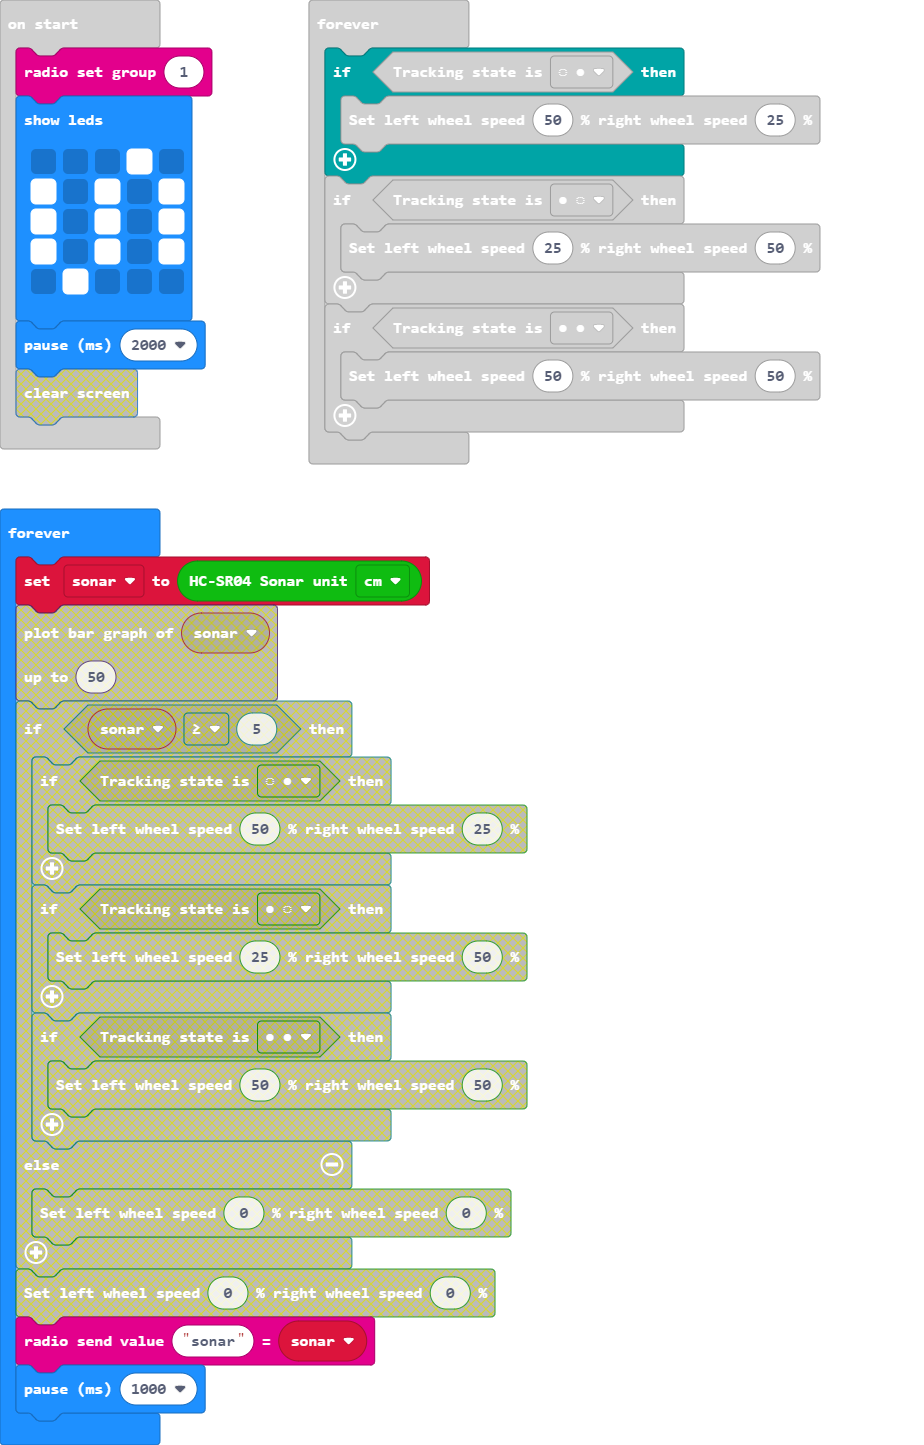 on start
radio set group 1
show leds
pause (ms) 2000
clear screen
forever
if Tracking state is then
Set left wheel speed 50 % right wheel speed 25 %
if Tracking state is then
Set left wheel speed 25 % right wheel speed 50 %
if Tracking state is then
Set left wheel speed 50 % right wheel speed 50 %
forever
set sonar to HC-SR04 Sonar unit cm
plot bar graph of sonar
up to 50
if sonar ≥ 5 then
if Tracking state is then
Set left wheel speed 50 % right wheel speed 25 %
if Tracking state is then
Set left wheel speed 25 % right wheel speed 50 %
if Tracking state is then
Set left wheel speed 50 % right wheel speed 50 %
else
Set left wheel speed 0 % right wheel speed 0 %
Set left wheel speed 0 % right wheel speed 0 %
radio send value "sonar" = sonar
pause (ms) 1000